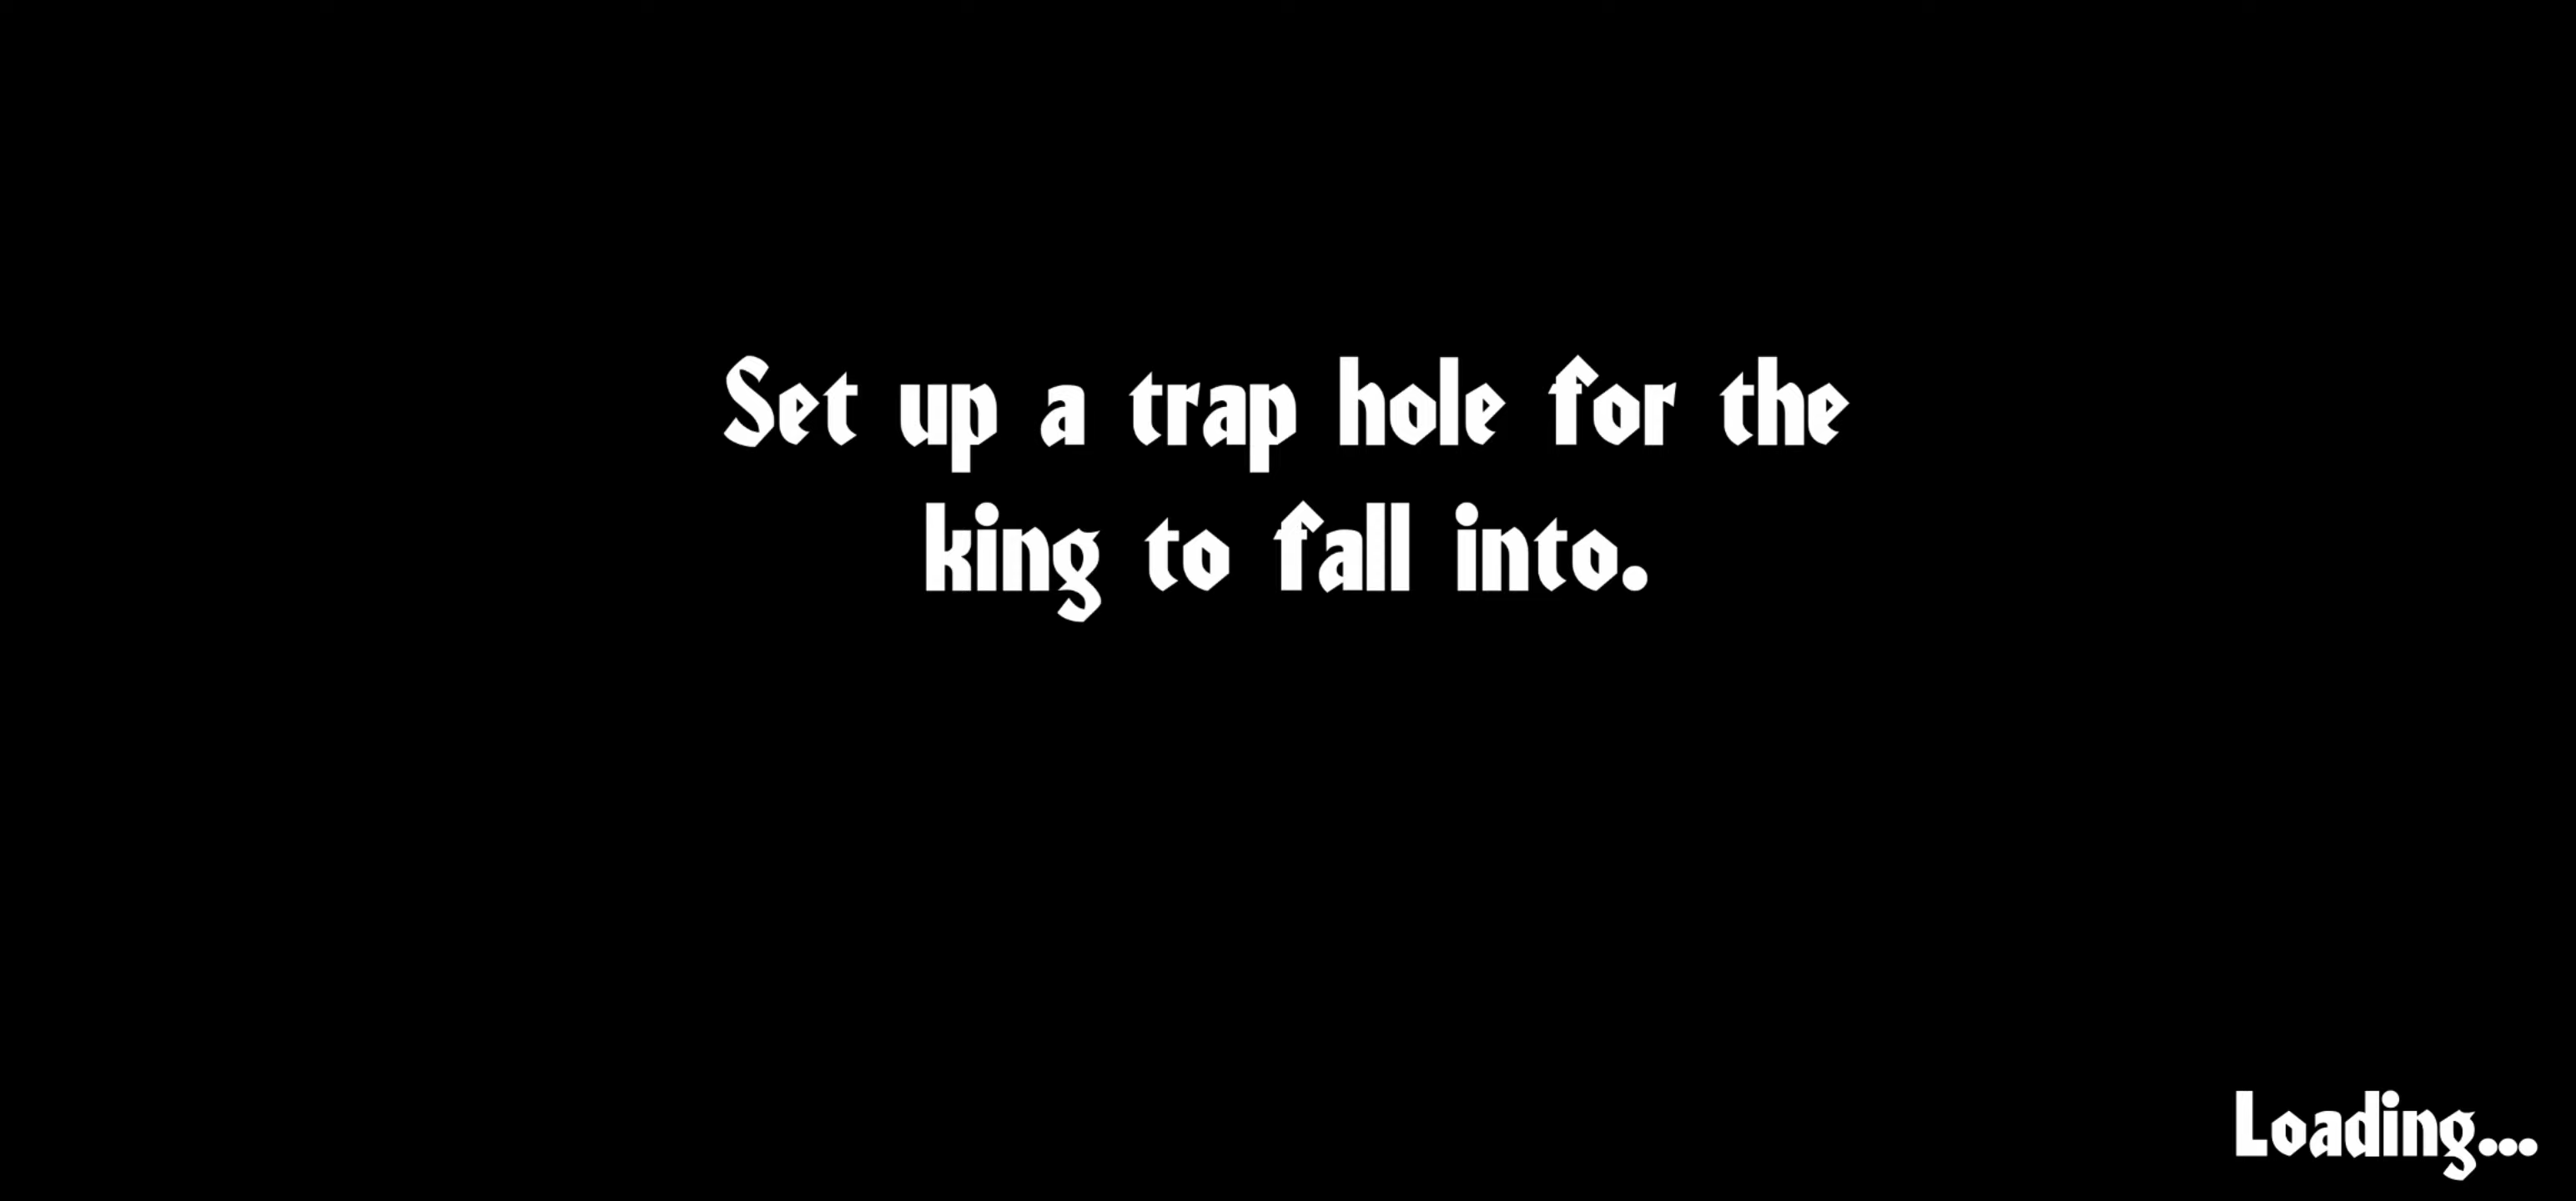 Set up a trap hole for the
king to fall into.
Loading...